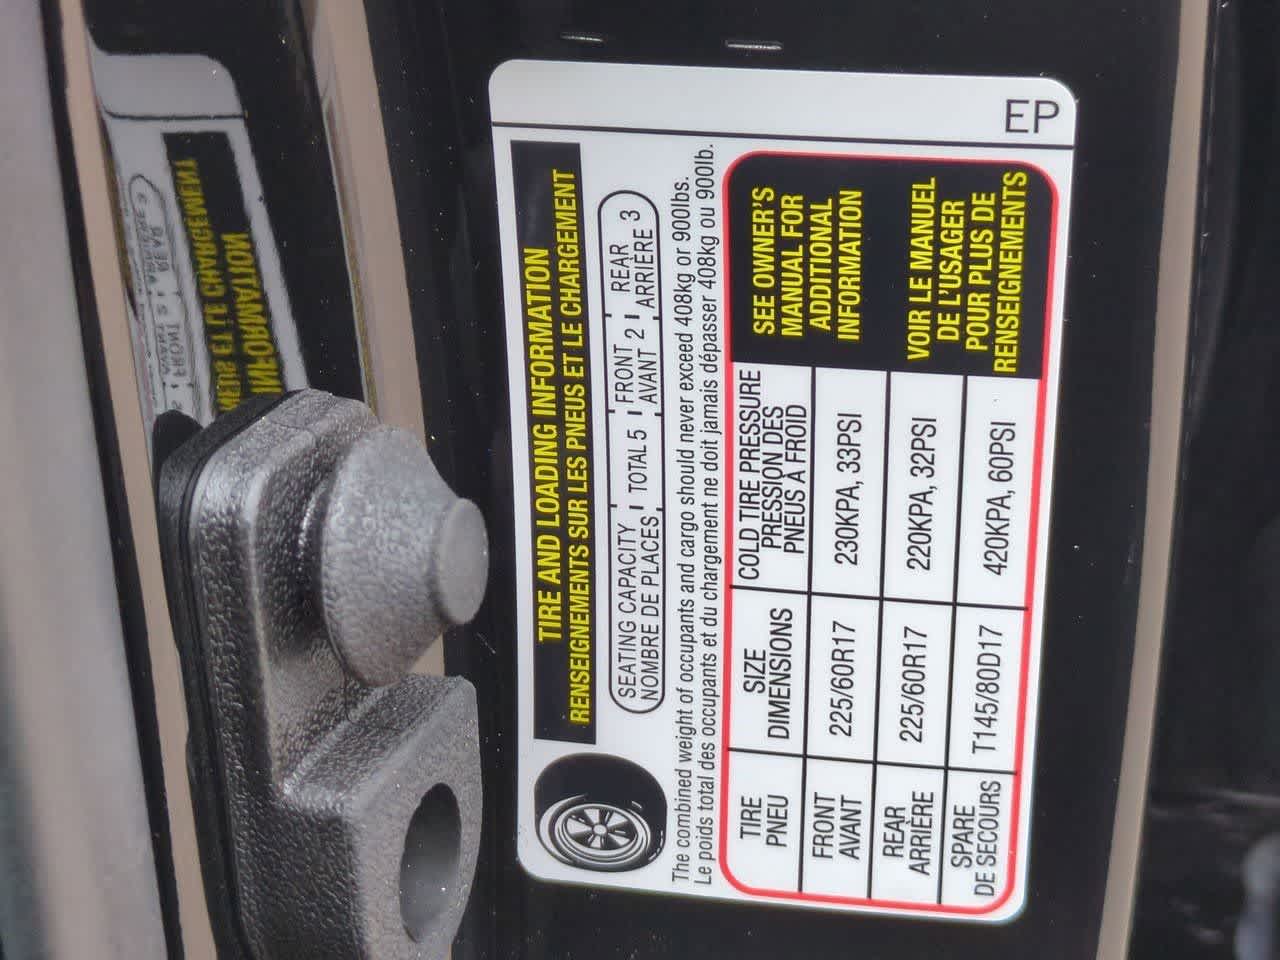 TIRE AND LOADING INFORMATION
RENSEIGNEMENTS SUR LES PNEUS ET LE CHARGEMENT
SEATING CAPACITY TOTAL 5 FRONT 2 REAR 3
NOMBRE DE PLACES AVANT ARRIÈRE
The combined weight of occupants and cargo should never exceed 408kg or 900lbs.
Le poids total des occupants et du chargement ne doit jamais dépasser 408kg ou 900lb.
TIRE SIZE COLD TIRE PRESSURE
PNEU DIMENSIONS PRESSION DES
PNEUS À FROID
FRONT
AVANT 225/60R17 230KPA, 33PSI
REAR
ARRIÈRE 225/60R17 220KPA, 32PSI
SPARE
DE SECOURS T145/80D17 420KPA, 60PSI
SEE OWNER'S
MANUAL FOR
ADDITIONAL
INFORMATION
VOIR LE MANUEL
DE L'USAGER
POUR PLUS DE
RENSEIGNEMENTS
EP